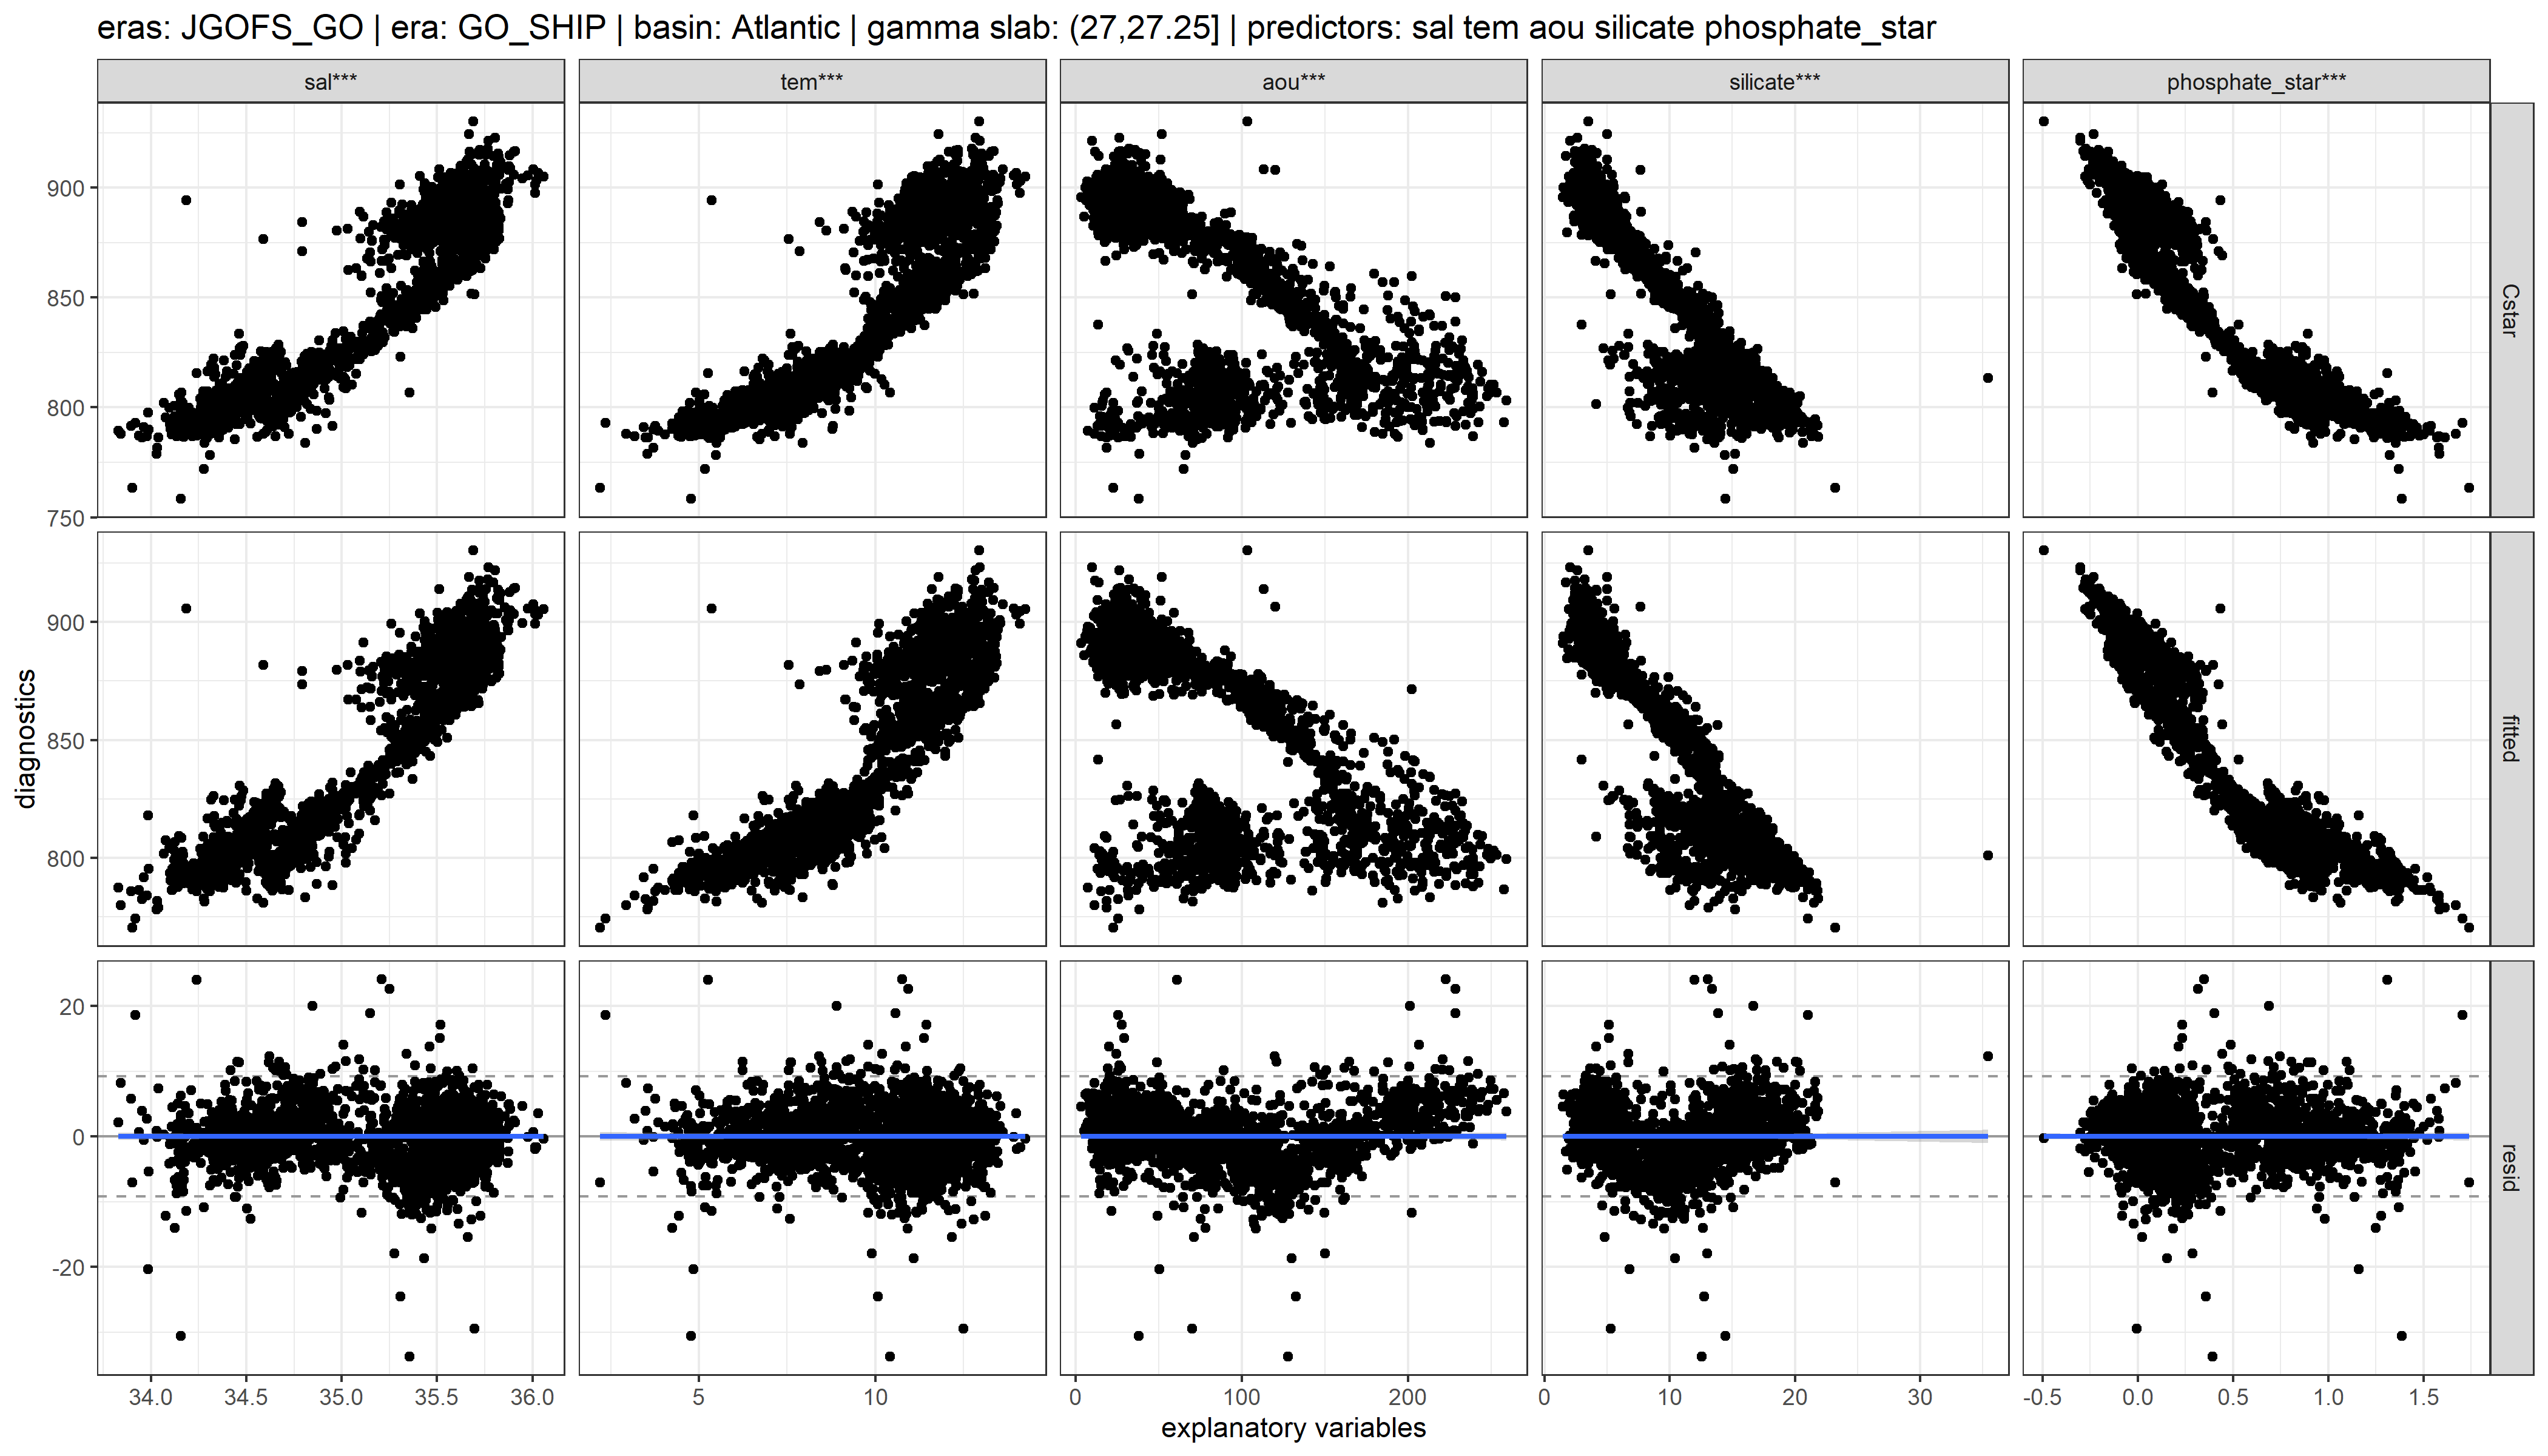 eras: JGOFS_GO | era: GO_SHIP | basin: Atlantic | gamma slab: (27,27.25] | predictors: sal tem aou silicate phosphate_star
sal*** tem*** aou*** silicate*** phosphate_star***
900
850
800
750
Cstar
900
850
800
fitted
diagnostics
20
0
-20
resid
34.0 34.5 35.0 35.5 36.0 5 10 0 100 200 0 10 20 30 -0.5 0.0 0.5 1.0 1.5
explanatory variables